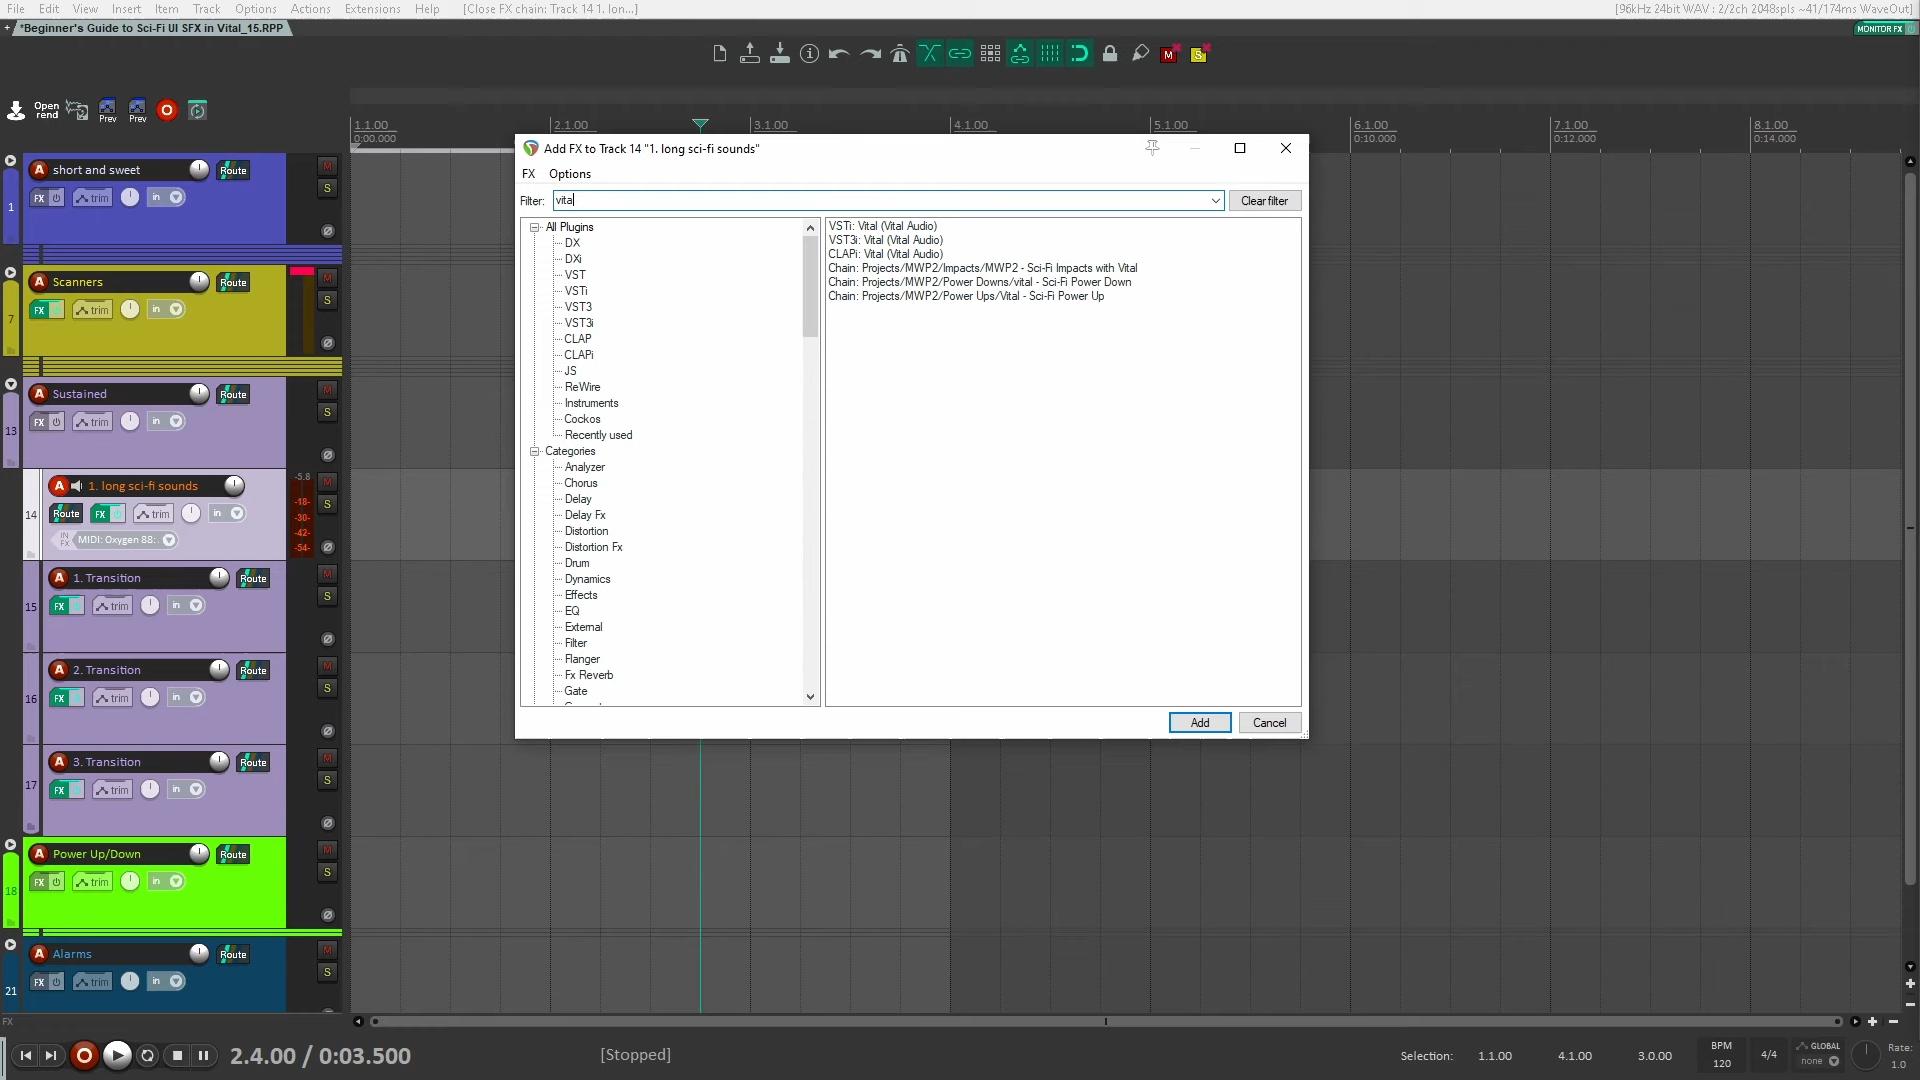 File Edit View Insert Item Track Options Actions Extensions Help [Close FX chain: Track 14 1. lon...] [96kHz 24bit WAV : 2/2ch 2048spls ~41/174ms WaveOut]
+ *Beginner's Guide to Sci-Fi UI SFX in Vital_15.RPP MONITOR FX
M S
Open rend Prev Prev
1.1.00 2.1.00 3.1.00 4.1.00 5.1.00 6.1.00 7.1.00 8.1.00
0:00.000 0:10.000 0:12.000 0:14.000
Add FX to Track 14 "1. long sci-fi sounds"
FX Options
Filter: vita Clear filter
All Plugins
DX
DXi
VST
VSTi
VST3
VST3i
CLAP
CLAPi
JS
ReWire
Instruments
Cockos
Recently used
Categories
Analyzer
Chorus
Delay
Delay Fx
Distortion
Distortion Fx
Drum
Dynamics
Effects
EQ
External
Filter
Flanger
Fx Reverb
Gate
VSTi: Vital (Vital Audio)
VST3i: Vital (Vital Audio)
CLAPi: Vital (Vital Audio)
Chain: Projects/MWP2/Impacts/MWP2 - Sci-Fi Impacts with Vital
Chain: Projects/MWP2/Power Downs/vital - Sci-Fi Power Down
Chain: Projects/MWP2/Power Ups/Vital - Sci-Fi Power Up
Add Cancel
A short and sweet Route M
FX trim in S
1
A Scanners Route M
FX trim in S
7
A Sustained Route M
FX trim in S
13
A 1. long sci-fi sounds -5.8 M
Route FX trim in -18- S
14 -30-
IN FX MIDI: Oxygen 88: -42-
-54-
A 1. Transition Route M
15 FX trim in S
A 2. Transition Route M
16 FX trim in S
A 3. Transition Route M
17 FX trim in S
A Power Up/Down Route M
FX trim in S
18
A Alarms Route M
FX trim in S
21
FX
2.4.00 / 0:03.500 [Stopped] Selection: 1.1.00 4.1.00 3.0.00 BPM 120 4/4 GLOBAL none Rate: 1.0